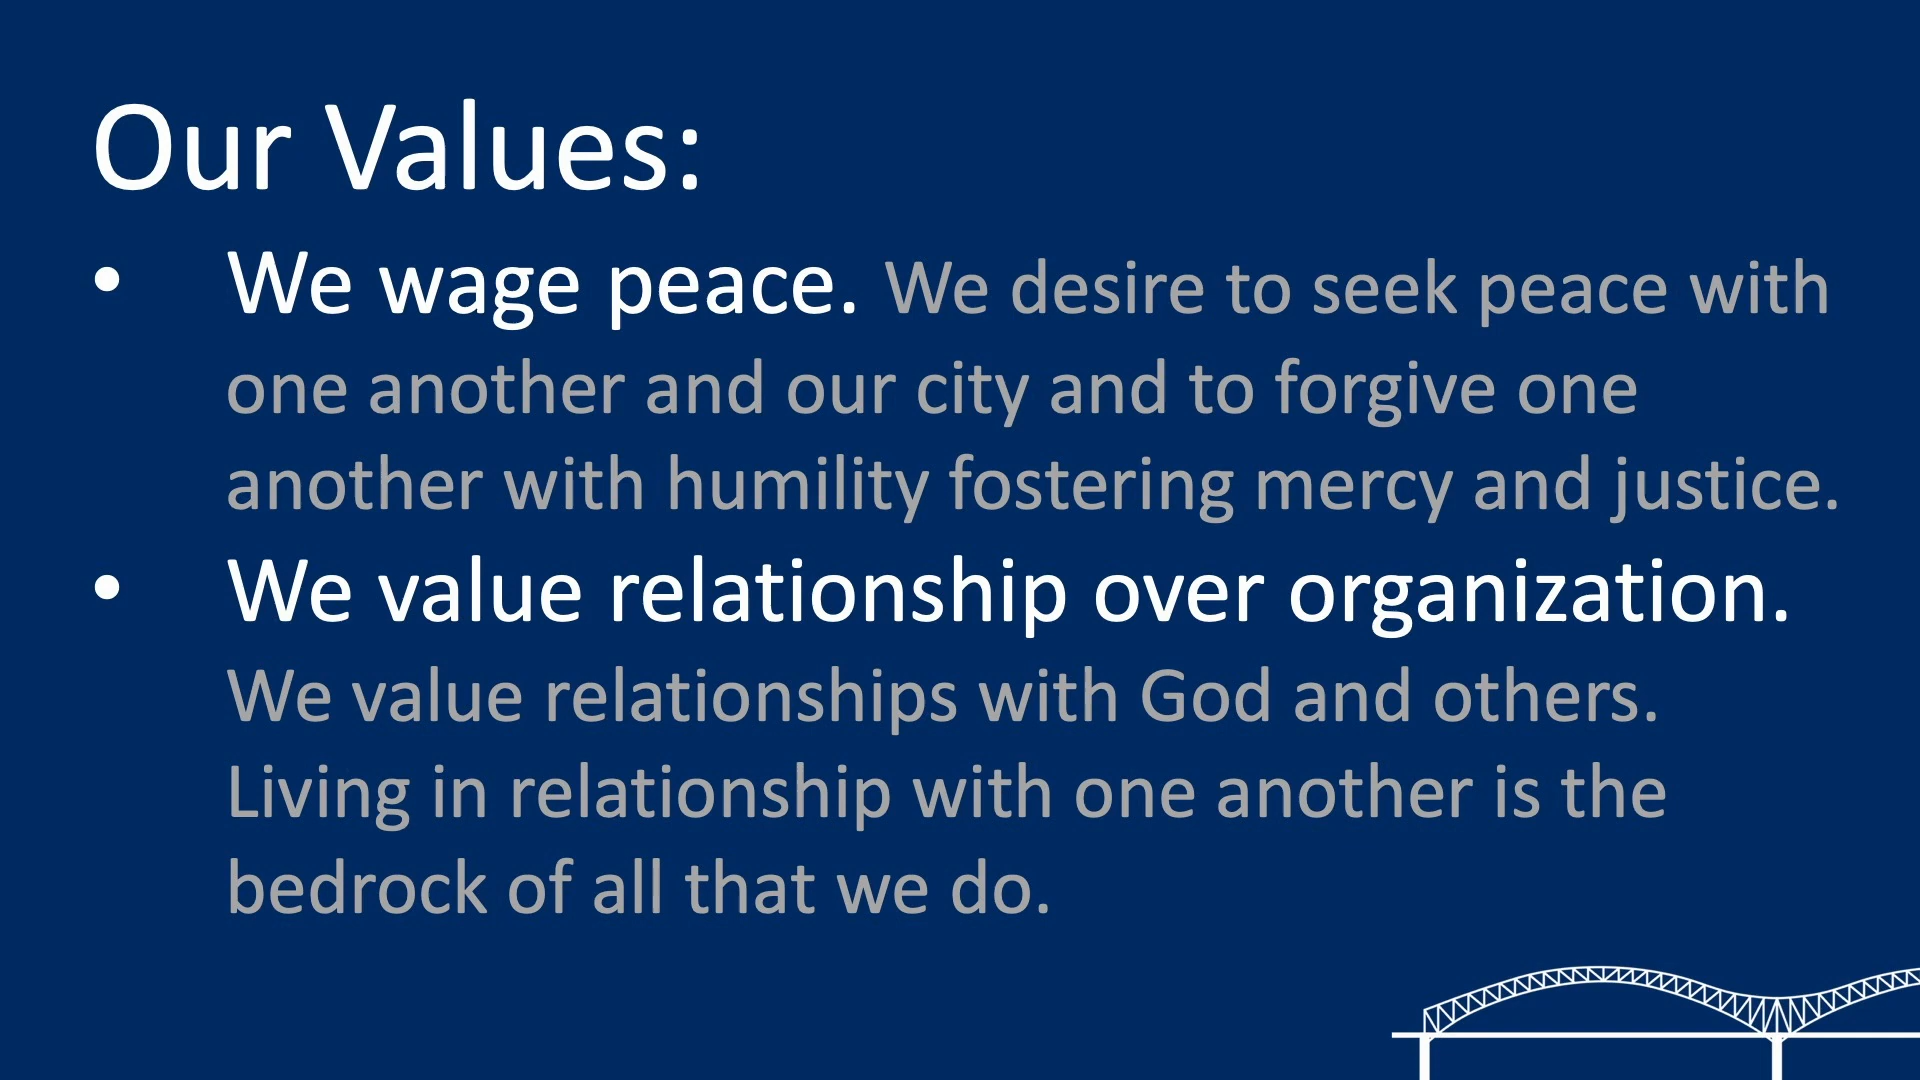 Our Values:
• We wage peace. We desire to seek peace with
one another and our city and to forgive one
another with humility fostering mercy and justice.
• We value relationship over organization.
We value relationships with God and others.
Living in relationship with one another is the
bedrock of all that we do.